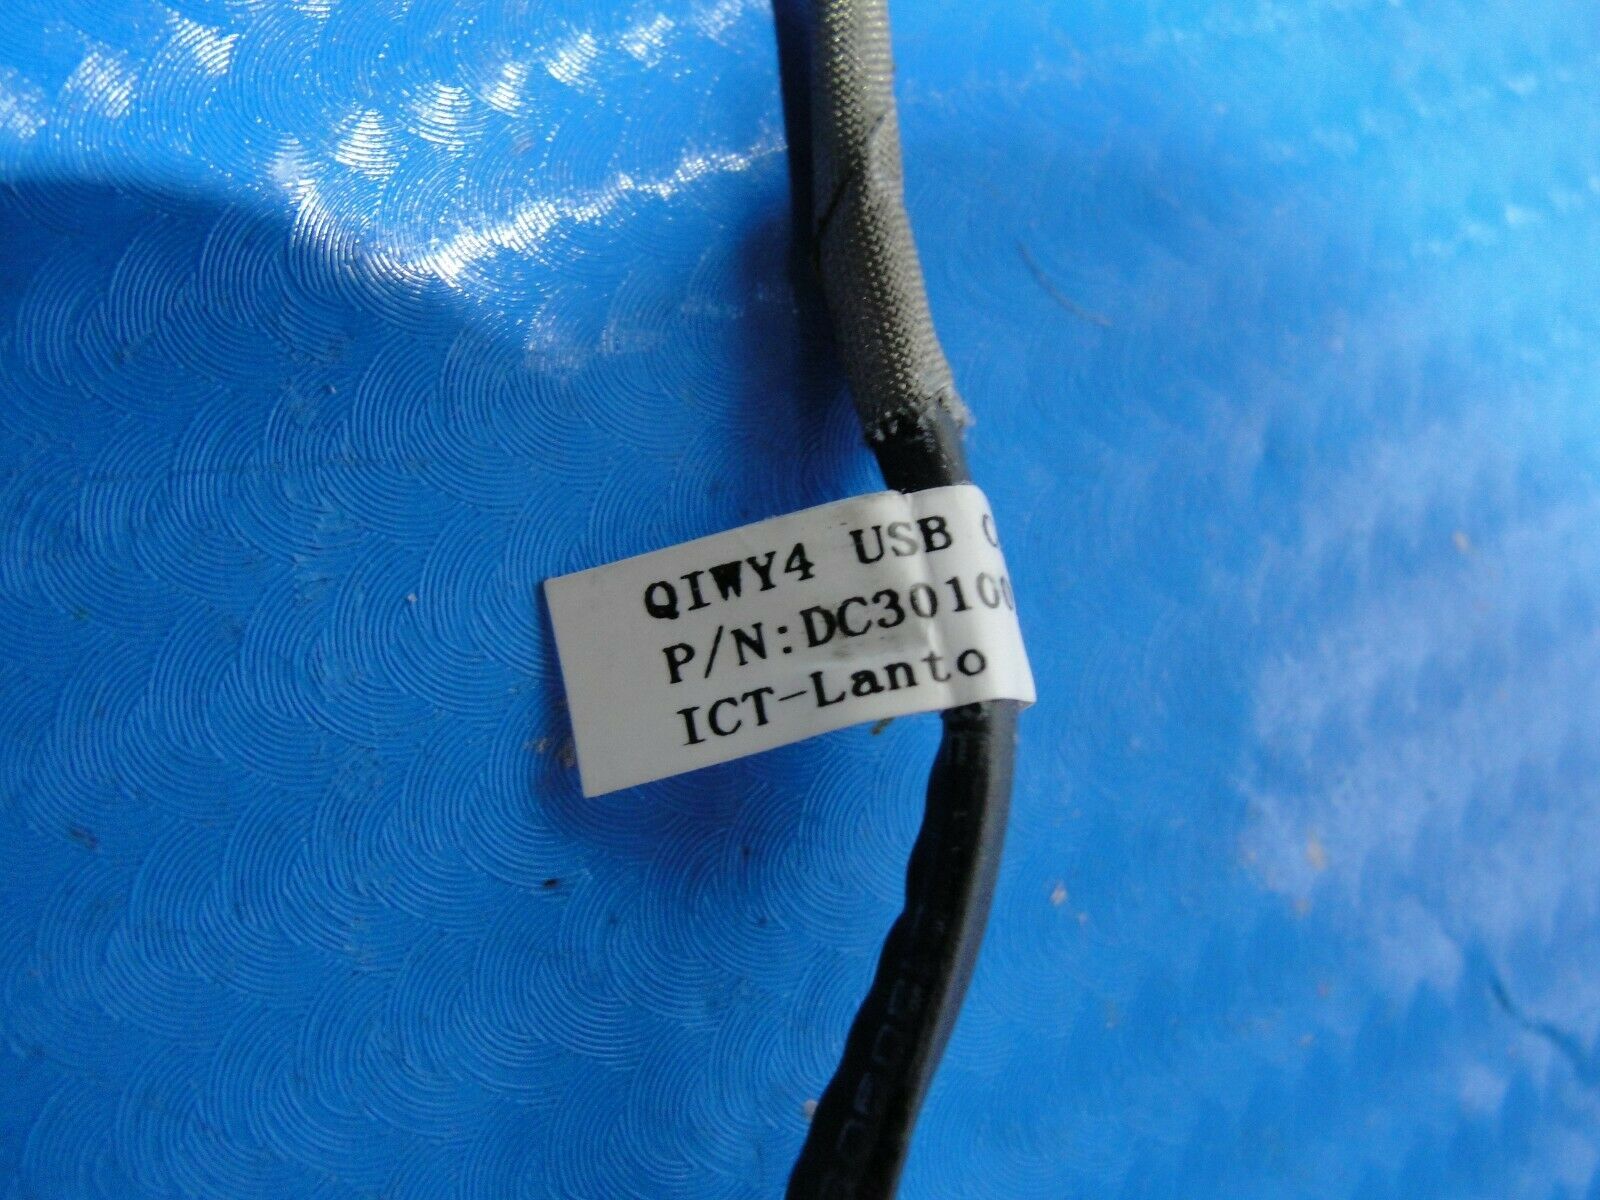 QIWY4 USB C
P/N:DC30100
ICT-Lanto